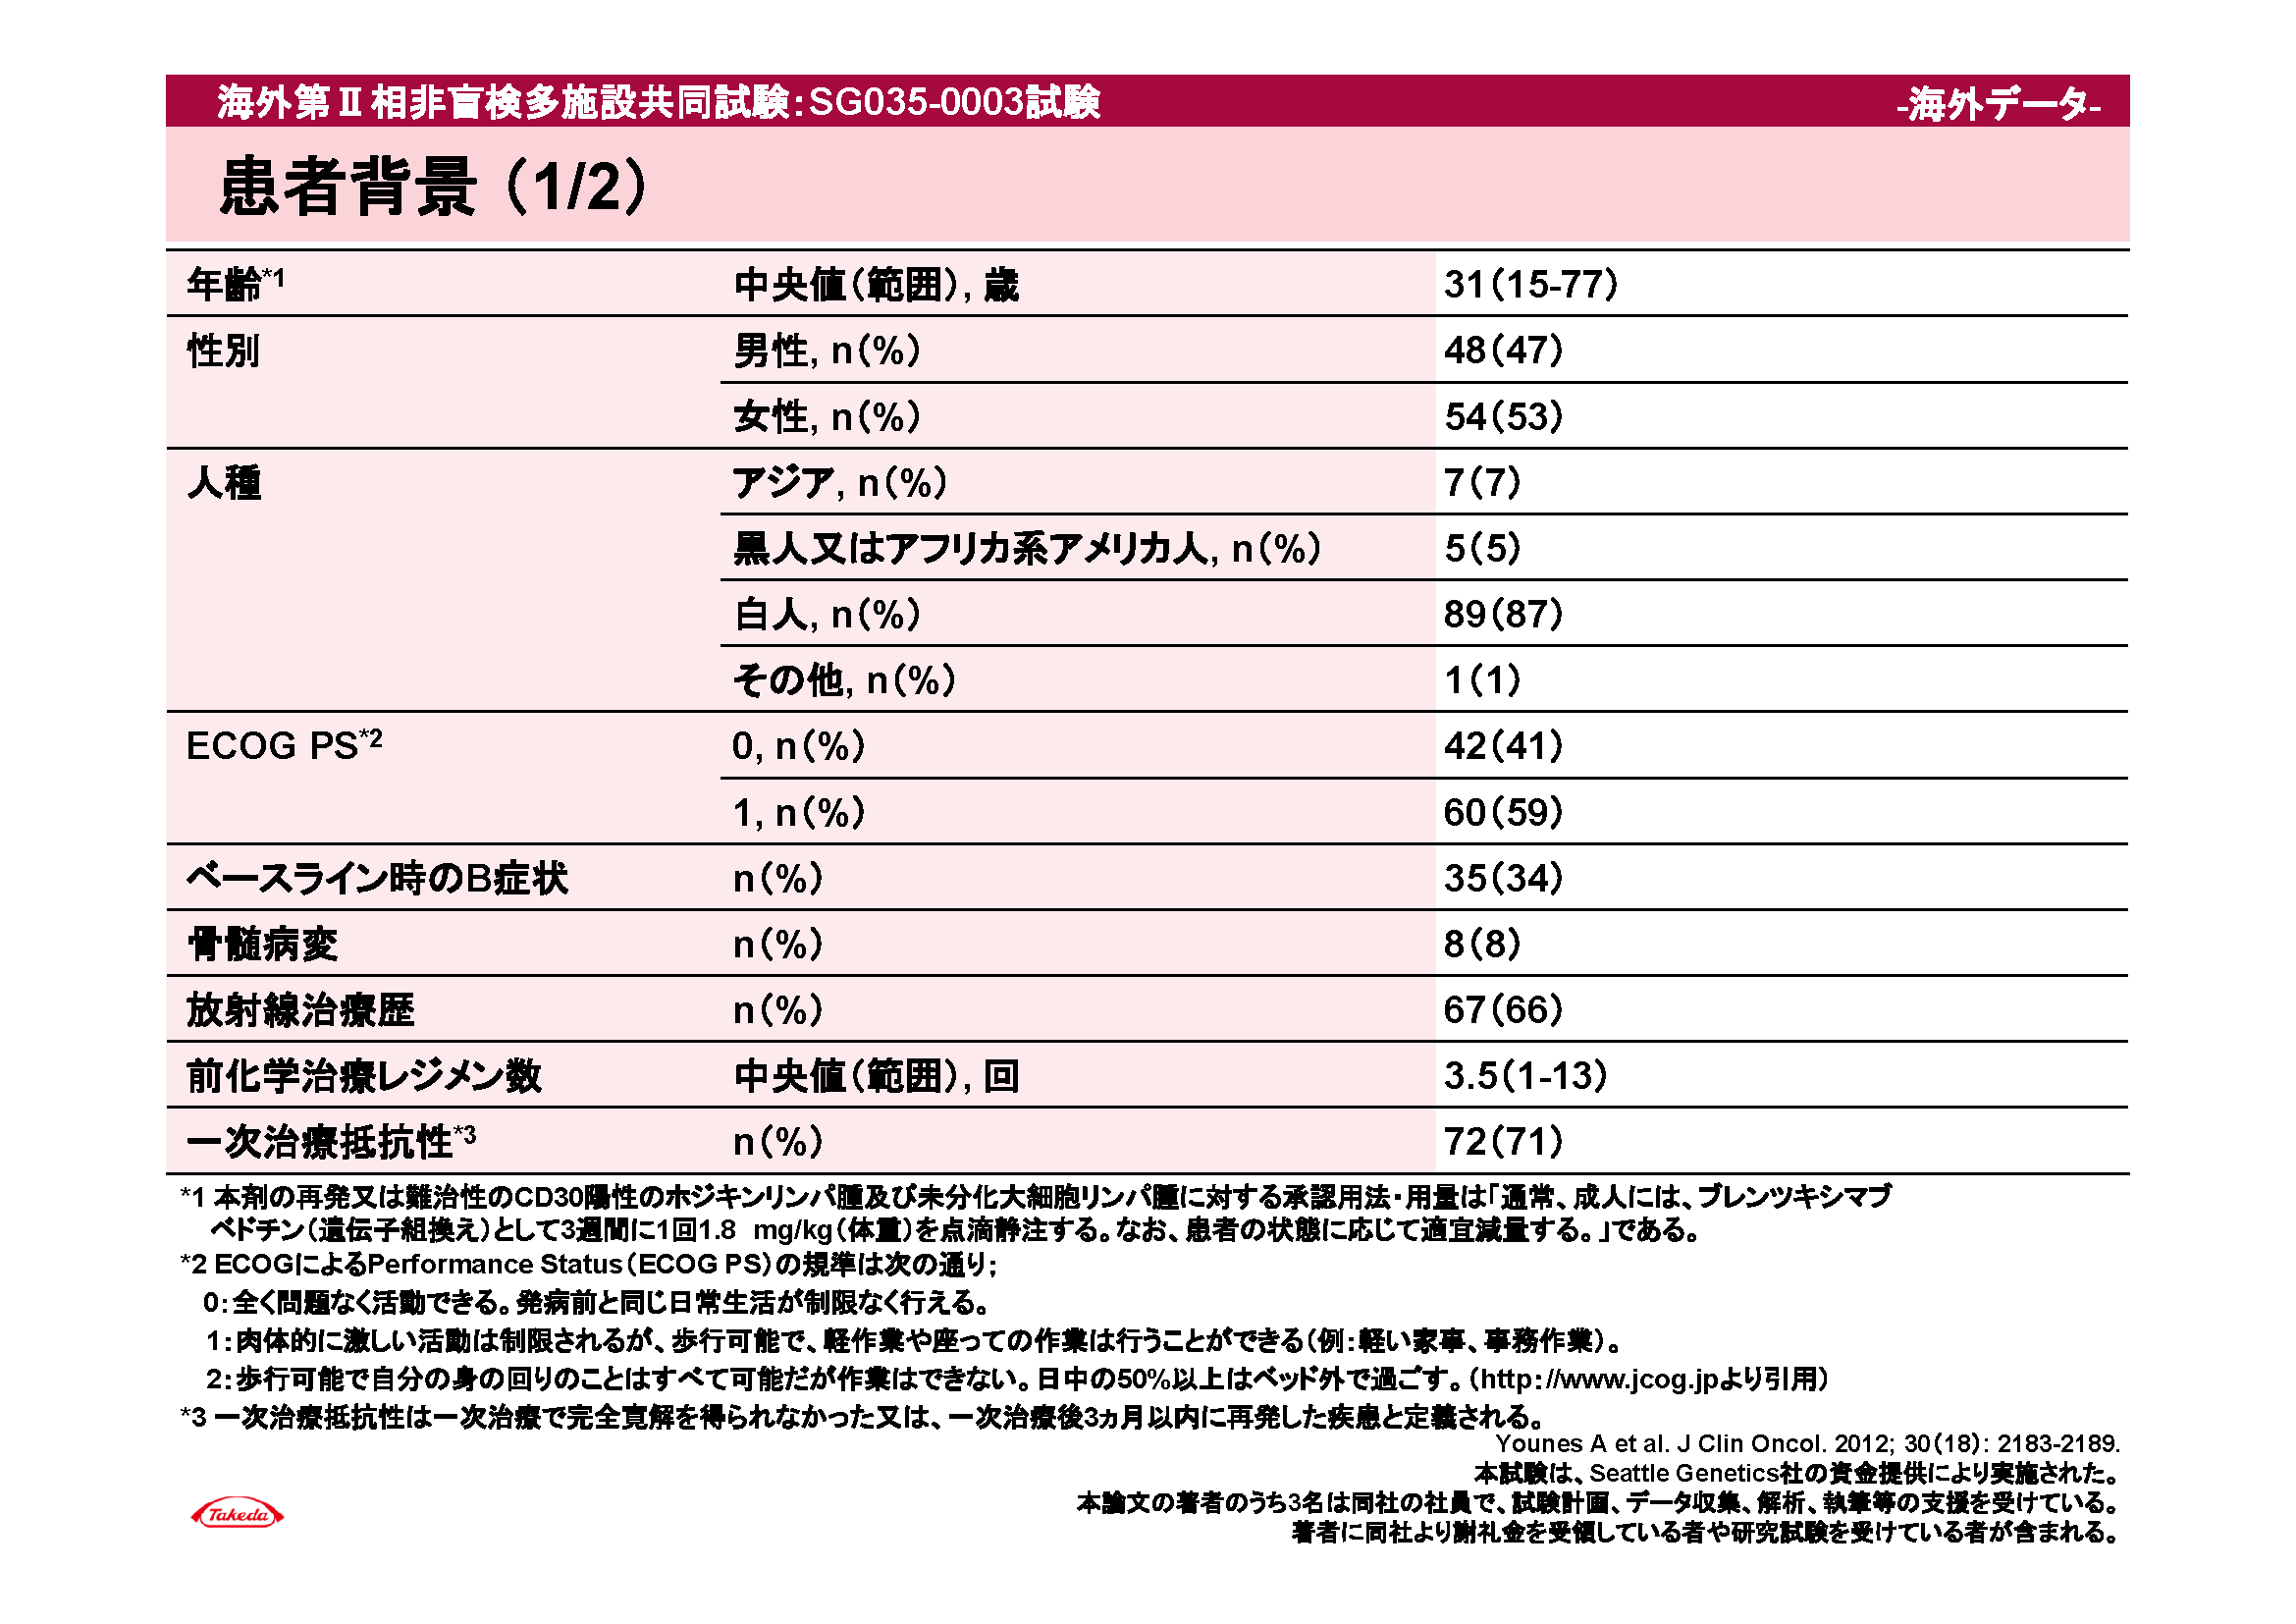 海外第Ⅱ相非盲検多施設共同試験：SG035-0003試験 -海外データ-
患者背景（1/2）
年齢*1 中央値（範囲）, 歳 31（15-77）
性別 男性, n（%） 48（47）
女性, n（%） 54（53）
人種 アジア, n（%） 7（7）
黒人又はアフリカ系アメリカ人, n（%） 5（5）
白人, n（%） 89（87）
その他, n（%） 1（1）
ECOG PS*2 0, n（%） 42（41）
1, n（%） 60（59）
ベースライン時のB症状 n（%） 35（34）
骨髄病変 n（%） 8（8）
放射線治療歴 n（%） 67（66）
前化学治療レジメン数 中央値（範囲）, 回 3.5（1-13）
一次治療抵抗性*3 n（%） 72（71）
*1 本剤の再発又は難治性のCD30陽性のホジキンリンパ腫及び未分化大細胞リンパ腫に対する承認用法・用量は「通常、成人には、ブレンツキシマブ
ベドチン（遺伝子組換え）として3週間に1回1.8 mg/kg（体重）を点滴静注する。なお、患者の状態に応じて適宜減量する。」である。
*2 ECOGによるPerformance Status（ECOG PS）の規準は次の通り；
0：全く問題なく活動できる。発病前と同じ日常生活が制限なく行える。
1：肉体的に激しい活動は制限されるが、歩行可能で、軽作業や座っての作業は行うことができる（例：軽い家事、事務作業）。
2：歩行可能で自分の身の回りのことはすべて可能だが作業はできない。日中の50%以上はベッド外で過ごす。（http：//www.jcog.jpより引用）
*3 一次治療抵抗性は一次治療で完全寛解を得られなかった又は、一次治療後3ヵ月以内に再発した疾患と定義される。
Younes A et al. J Clin Oncol. 2012; 30（18）: 2183-2189.
本試験は、Seattle Genetics社の資金提供により実施された。
本論文の著者のうち3名は同社の社員で、試験計画、データ収集、解析、執筆等の支援を受けている。
著者に同社より謝礼金を受領している者や研究試験を受けている者が含まれる。
Takeda